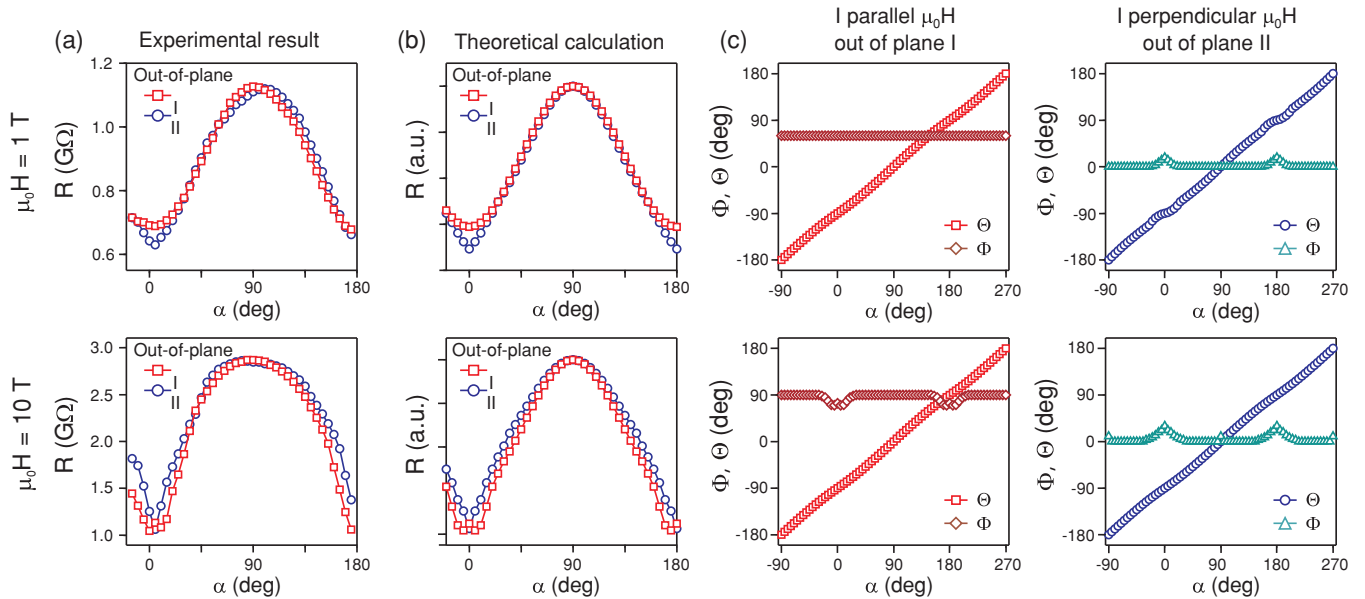 (a)
Experimental result
(b)
Theoretical calculation
(c)
I parallel μ₀H
out of plane I
I perpendicular μ₀H
out of plane II
μ₀H = 1 T
R (GΩ)
1.2
1.0
0.8
0.6
Out-of-plane
I
II
0
90
180
α (deg)
R (a.u.)
Out-of-plane
I
II
0
90
180
α (deg)
Φ, Θ (deg)
180
90
0
-90
-180
Θ
Φ
-90
0
90
180
270
α (deg)
Φ, Θ (deg)
180
90
0
-90
-180
Θ
Φ
-90
0
90
180
270
α (deg)
μ₀H = 10 T
R (GΩ)
3.0
2.5
2.0
1.5
1.0
Out-of-plane
I
II
0
90
180
α (deg)
R (a.u.)
Out-of-plane
I
II
0
90
180
α (deg)
Φ, Θ (deg)
180
90
0
-90
-180
Θ
Φ
-90
0
90
180
270
α (deg)
Φ, Θ (deg)
180
90
0
-90
-180
Θ
Φ
-90
0
90
180
270
α (deg)